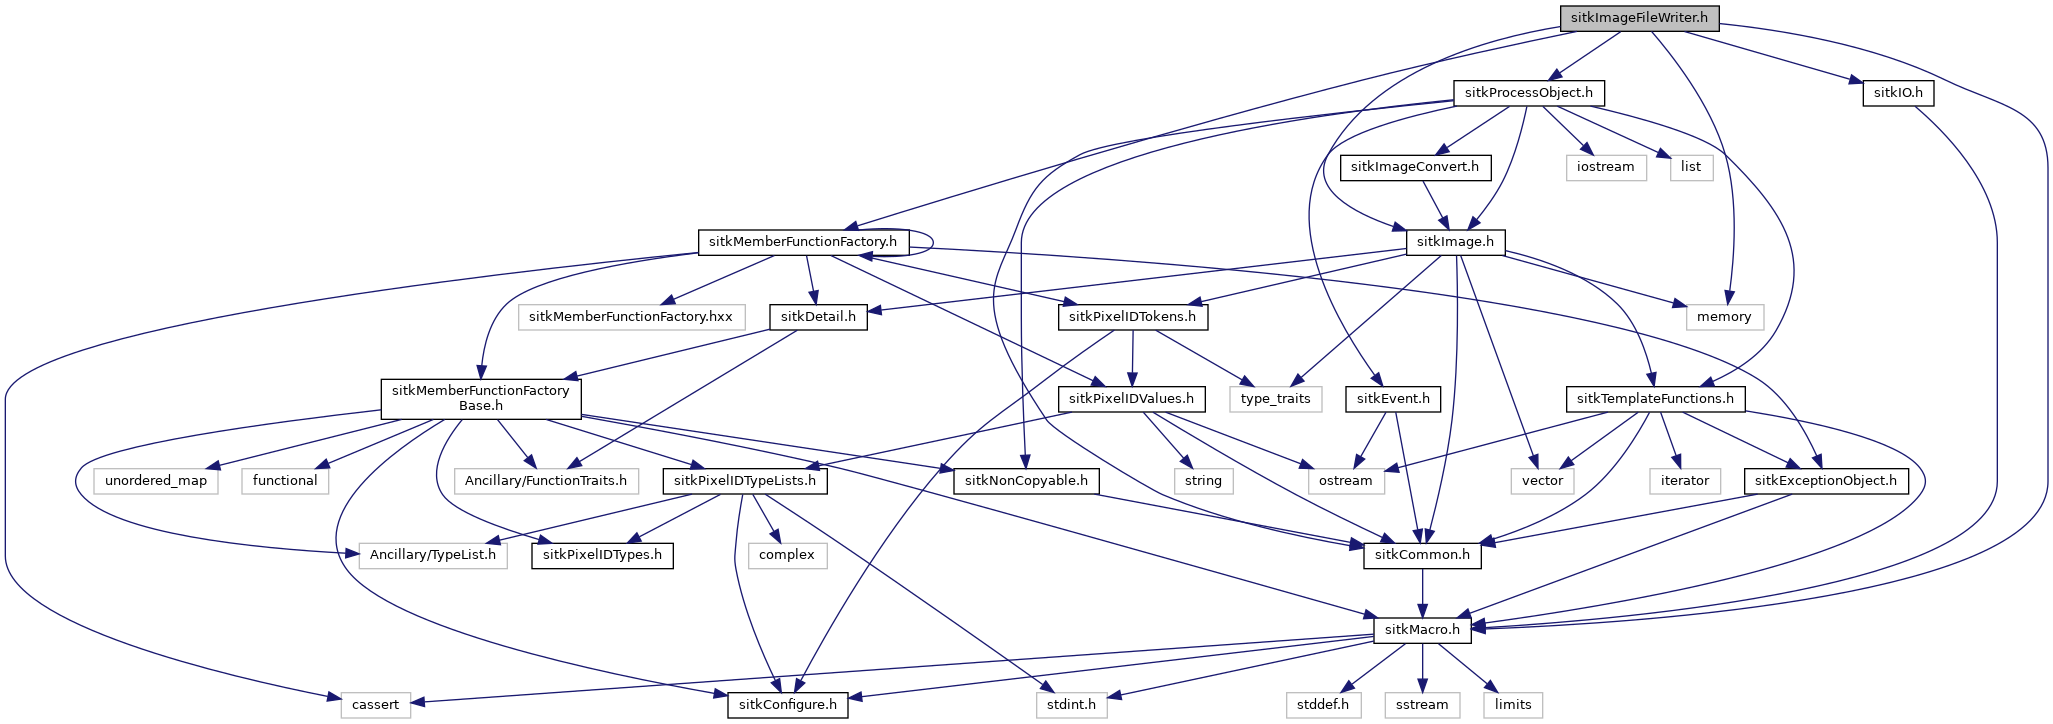 sitkImageFileWriter.h
sitkProcessObject.h
sitkIO.h
sitkImageConvert.h
iostream
list
sitkMemberFunctionFactory.h
sitkImage.h
sitkMemberFunctionFactory.hxx
sitkDetail.h
sitkPixelIDTokens.h
memory
sitkMemberFunctionFactory
Base.h
sitkPixelIDValues.h
type_traits
sitkEvent.h
sitkTemplateFunctions.h
unordered_map
functional
Ancillary/FunctionTraits.h
sitkPixelIDTypeLists.h
sitkNonCopyable.h
string
ostream
vector
iterator
sitkExceptionObject.h
Ancillary/TypeList.h
sitkPixelIDTypes.h
complex
sitkCommon.h
sitkMacro.h
cassert
sitkConfigure.h
stdint.h
stddef.h
sstream
limits